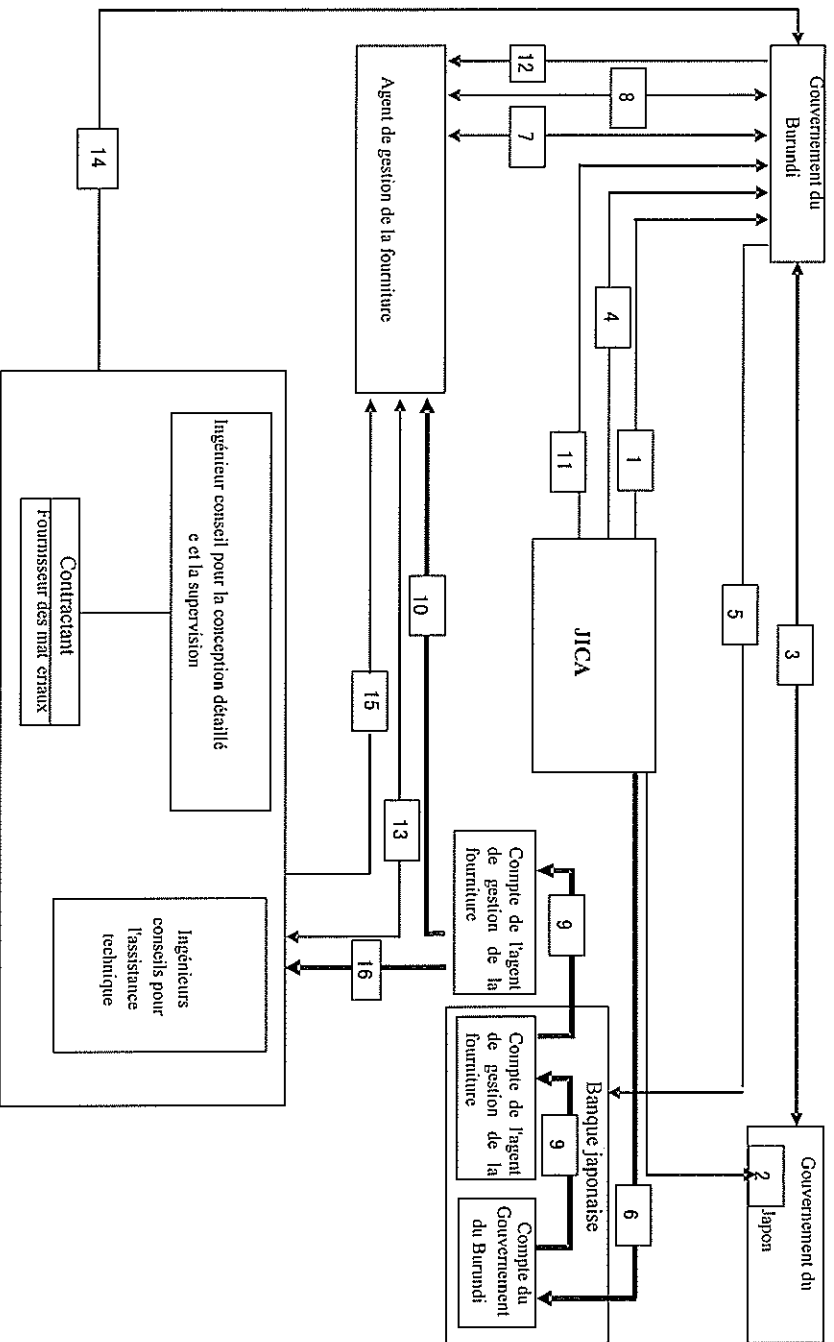 Gouvernement du
Burundi
3
Gouvernement du
2
Japon
12
8
7
11
4
1
5
JICA
6
Agent de gestion de la fourniture
10
13
15
Compte de l'agent
de gestion de la
fourniture
9
Banque japonaise
Compte de l'agent
de gestion de la
fourniture
9
Compte du
Gouvernement
du Burundi
16
14
Ingénieur conseil pour la conception détaillé
e et la supervision
Contractant
Fournisseur des mat eriaux
Ingénieurs
conseils pour
l'assistance
technique